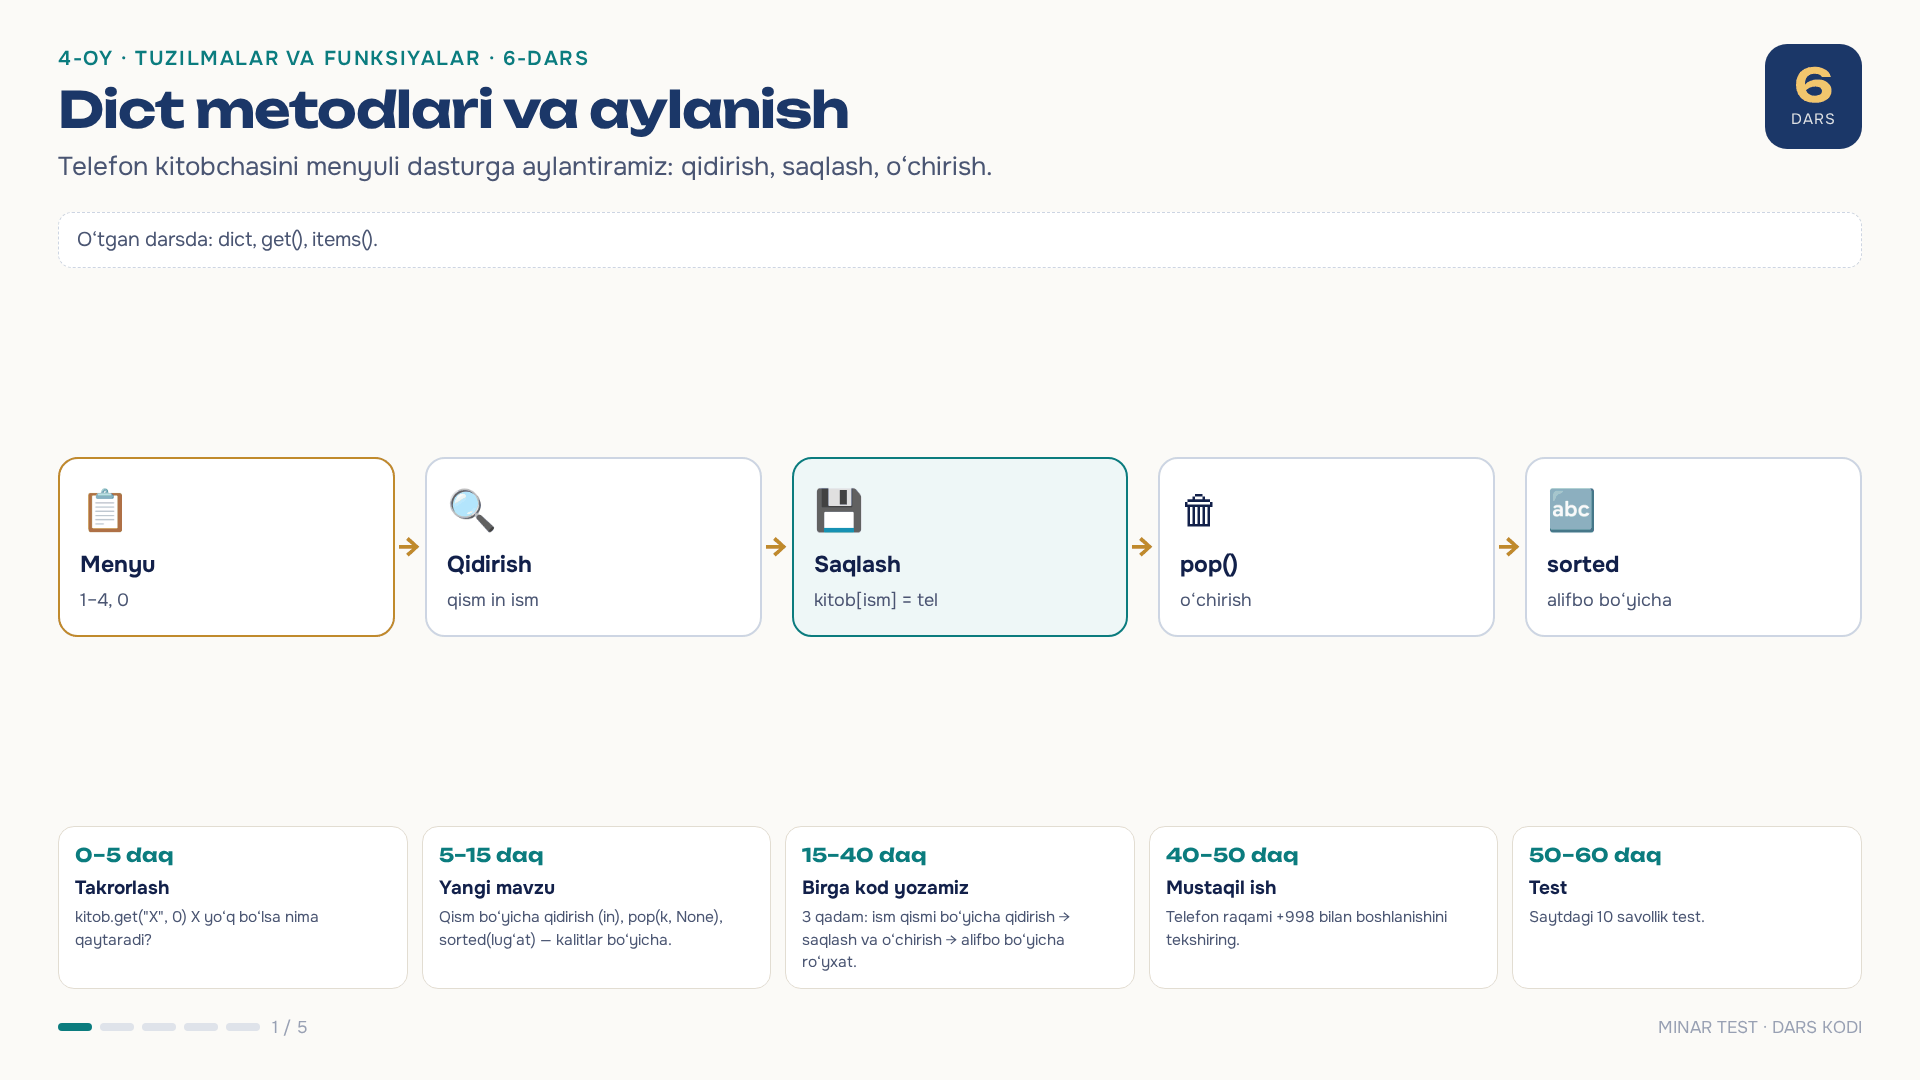 4-OY · TUZILMALAR VA FUNKSIYALAR · 6-DARS
Dict metodlari va aylanish
Telefon kitobchasini menyuli dasturga aylantiramiz: qidirish, saqlash, o‘chirish.
6
DARS
O‘tgan darsda: dict, get(), items().
Menyu
1–4, 0
→
Qidirish
qism in ism
→
Saqlash
kitob[ism] = tel
→
pop()
o‘chirish
→
abc
sorted
alifbo bo‘yicha
0–5 daq
Takrorlash
kitob.get("X", 0) X yo‘q bo‘lsa nima
qaytaradi?
5–15 daq
Yangi mavzu
Qism bo‘yicha qidirish (in), pop(k, None),
sorted(lug‘at) — kalitlar bo‘yicha.
15–40 daq
Birga kod yozamiz
3 qadam: ism qismi bo‘yicha qidirish →
saqlash va o‘chirish → alifbo bo‘yicha
ro‘yxat.
40–50 daq
Mustaqil ish
Telefon raqami +998 bilan boshlanishini
tekshiring.
50–60 daq
Test
Saytdagi 10 savollik test.
1 / 5
MINAR TEST · DARS KODI